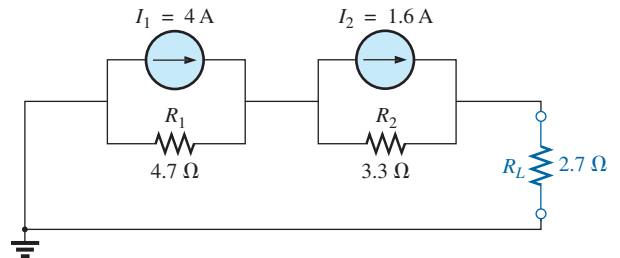 I1 = 4 A
I2 = 1.6 A
R1
R2
4.7 Ω
3.3 Ω
RL
2.7 Ω